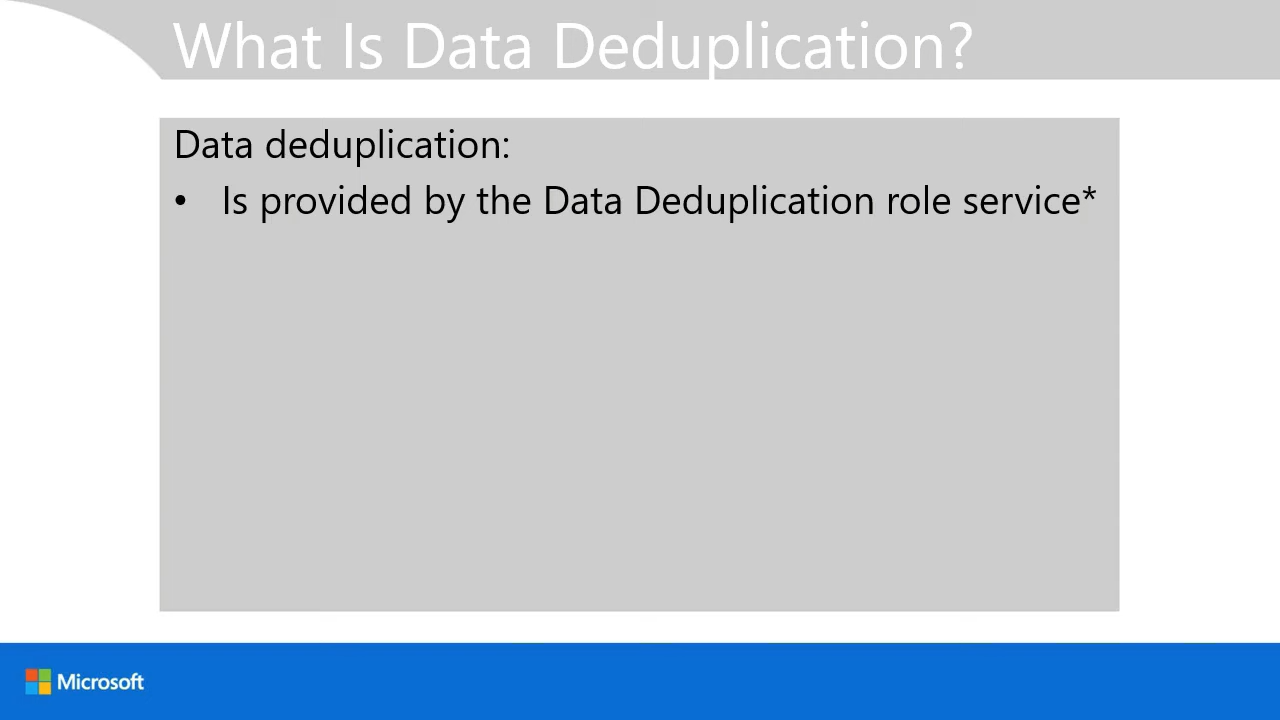 What Is Data Deduplication?
Data deduplication:
• Is provided by the Data Deduplication role service*
Microsoft